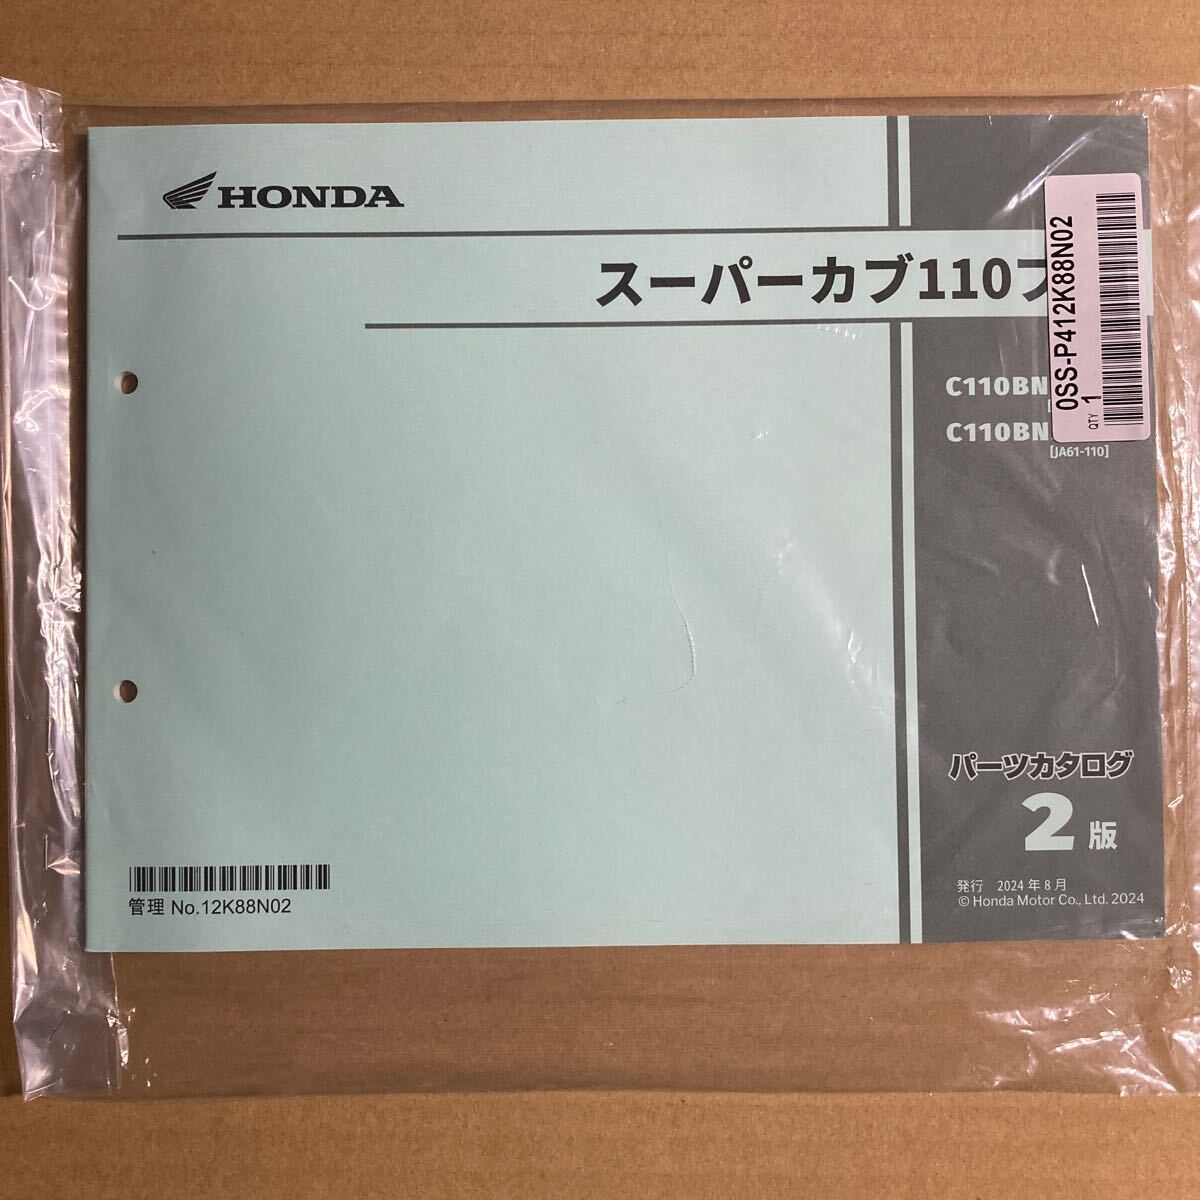 HONDA
スーパーカブ110プ
C110BN
C110BN
[JA61-110]
0SS-P412K88N02
QTY 1
パーツカタログ
2版
発行 2024年8月
© Honda Motor Co., Ltd. 2024
管理 No.12K88N02